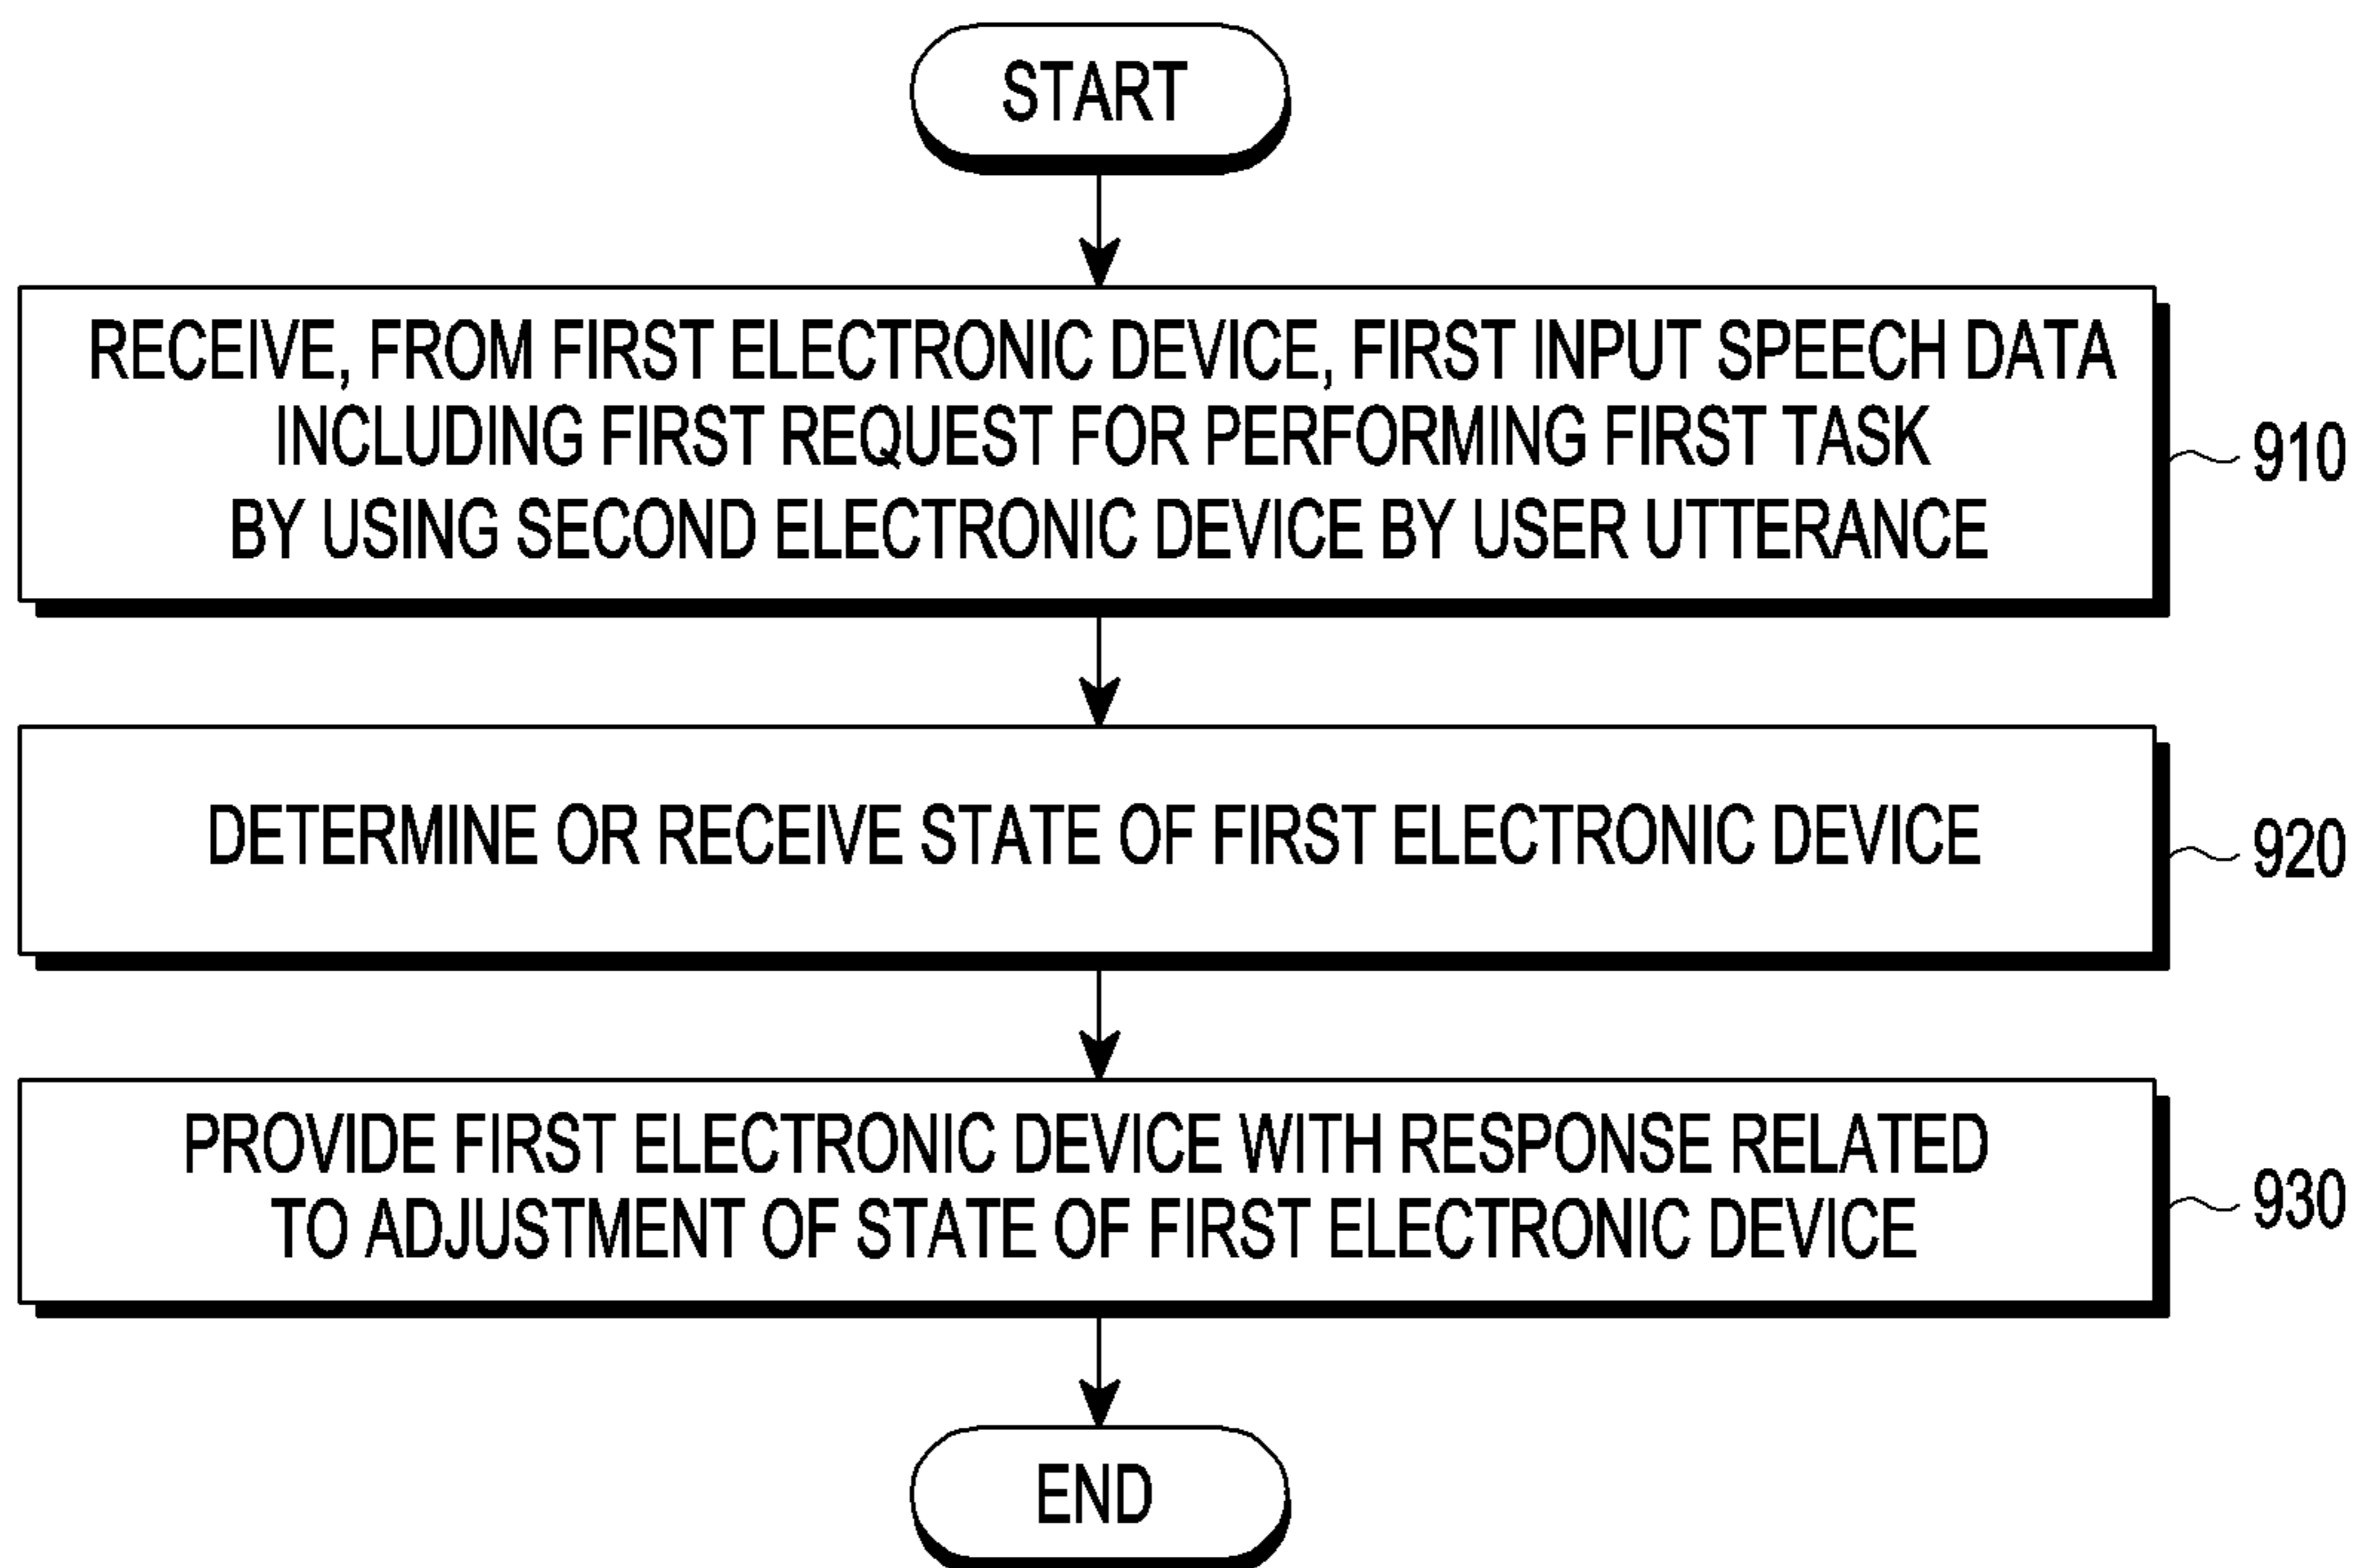 START
RECEIVE, FROM FIRST ELECTRONIC DEVICE, FIRST INPUT SPEECH DATA
INCLUDING FIRST REQUEST FOR PERFORMING FIRST TASK
BY USING SECOND ELECTRONIC DEVICE BY USER UTTERANCE
910
DETERMINE OR RECEIVE STATE OF FIRST ELECTRONIC DEVICE
920
PROVIDE FIRST ELECTRONIC DEVICE WITH RESPONSE RELATED
TO ADJUSTMENT OF STATE OF FIRST ELECTRONIC DEVICE
930
END